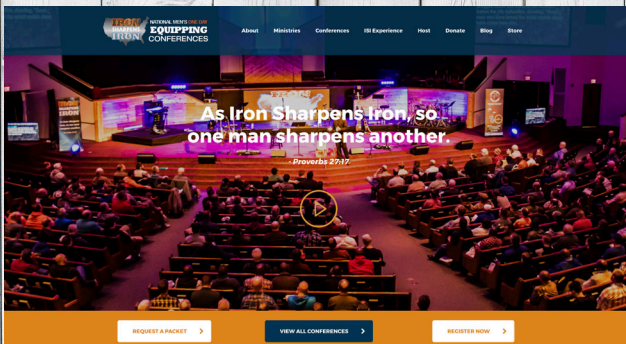 IRON
SHARPENS
IRON
NATIONAL MEN'S ONE DAY
EQUIPPING
CONFERENCES
About Ministries Conferences ISI Experience Host Donate Blog Store
As Iron Sharpens Iron, so
one man sharpens another.
- Proverbs 27:17
REQUEST A PACKET
VIEW ALL CONFERENCES
REGISTER NOW